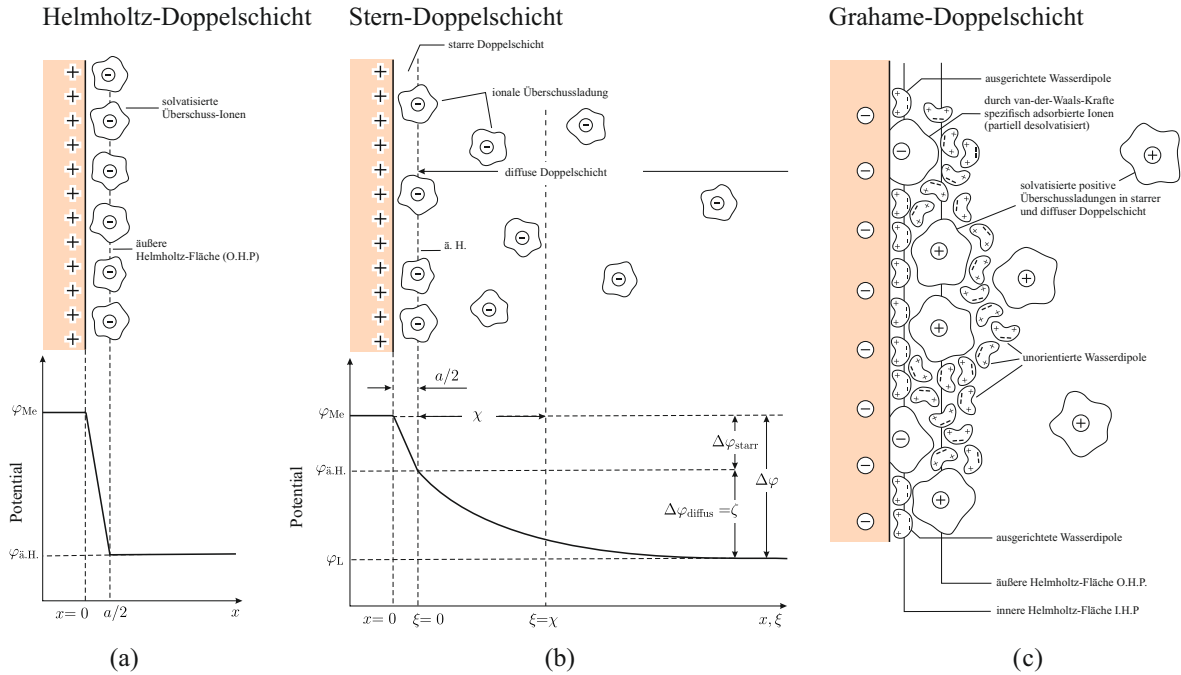 Helmholtz-Doppelschicht
solvatisierte
Überschuss-Ionen
äußere
Helmholtz-Fläche (O.H.P)
Potential
φMe
φä.H.
x= 0
a/2
x
(a)
Stern-Doppelschicht
starre Doppelschicht
ionale Überschussladung
diffuse Doppelschicht
ä. H.
a/2
χ
Potential
φMe
φä.H.
φL
Δφstarr
Δφ
Δφdiffus =ζ
x= 0
ξ= 0
ξ=χ
x, ξ
(b)
Grahame-Doppelschicht
ausgerichtete Wasserdipole
durch van-der-Waals-Krafte
spezifisch adsorbierte Ionen
(partiell desolvatisiert)
solvatisierte positive
Überschussladungen in starrer
und diffuser Doppelschicht
unorientierte Wasserdipole
ausgerichtete Wasserdipole
äußere Helmholtz-Fläche O.H.P.
innere Helmholtz-Fläche I.H.P
(c)